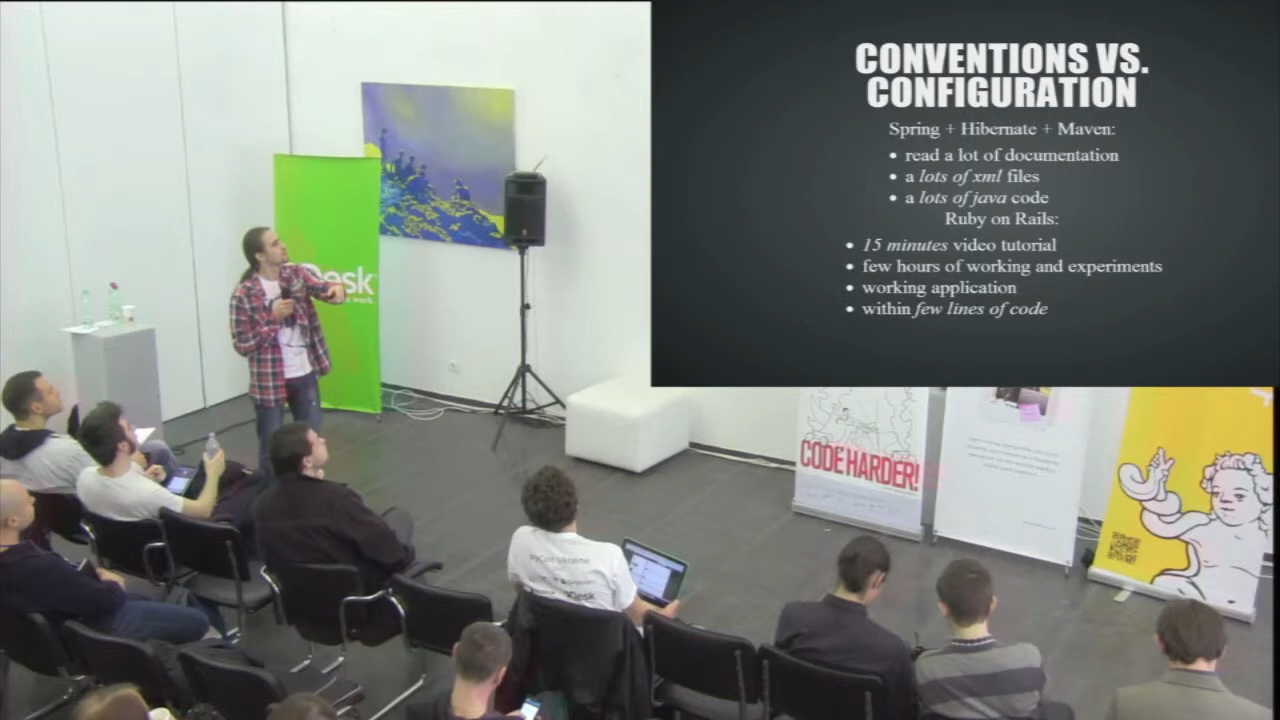 CONVENTIONS VS.
CONFIGURATION
Spring + Hibernate + Maven:
• read a lot of documentation
• a lots of xml files
• a lots of java code
Ruby on Rails:
• 15 minutes video tutorial
• few hours of working and experiments
• working application
• within few lines of code
Desk
work.
CODE HARDER!